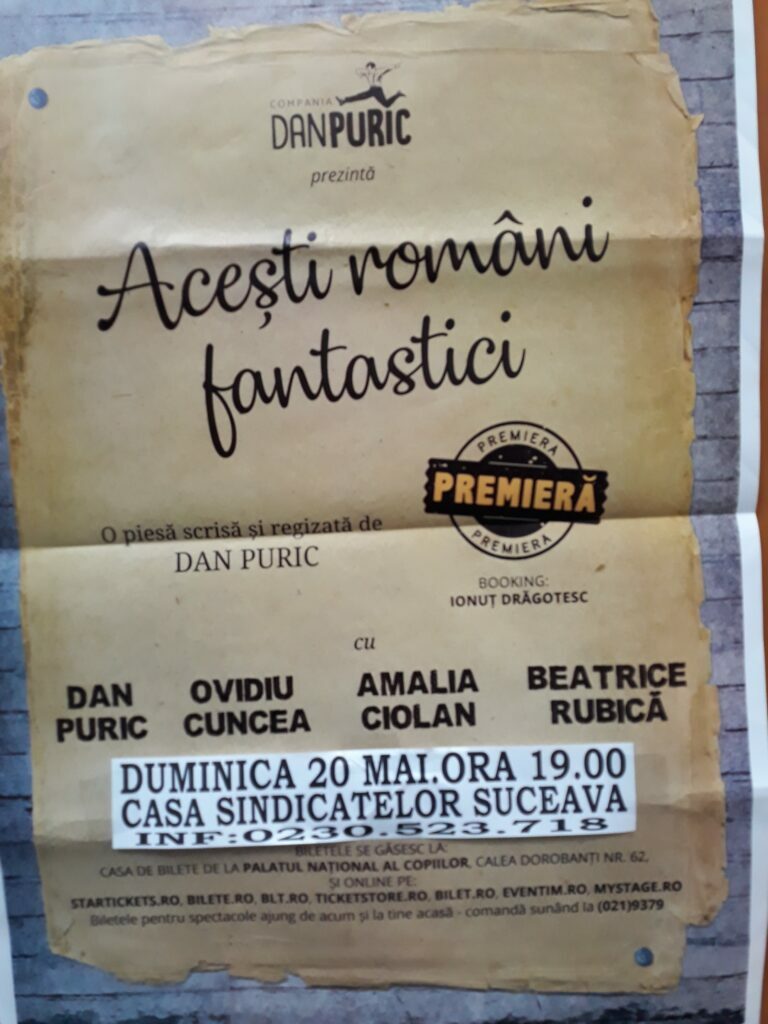 COMPANIA
DANPURIC
prezintă
Acești români
fantastici
PREMIERA
PREMIERĂ
PREMIERA
O piesă scrisă și regizată de
DAN PURIC
BOOKING:
IONUȚ DRĂGOTESC
cu
DAN PURIC
OVIDIU CUNCEA
AMALIA CIOLAN
BEATRICE RUBICĂ
DUMINICA 20 MAI.ORA 19.00
CASA SINDICATELOR SUCEAVA
INF:0230.523.718
BILETELE SE GĂSESC LA:
CASA DE BILETE DE LA PALATUL NAȚIONAL AL COPIILOR, CALEA DOROBANȚI NR. 62,
ȘI ONLINE PE:
STARTICKETS.RO, BILETE.RO, BLT.RO, TICKETSTORE.RO, BILET.RO, EVENTIM.RO, MYSTAGE.RO
Biletele pentru spectacole ajung de acum și la tine acasă - comandă sunând la (021)9379